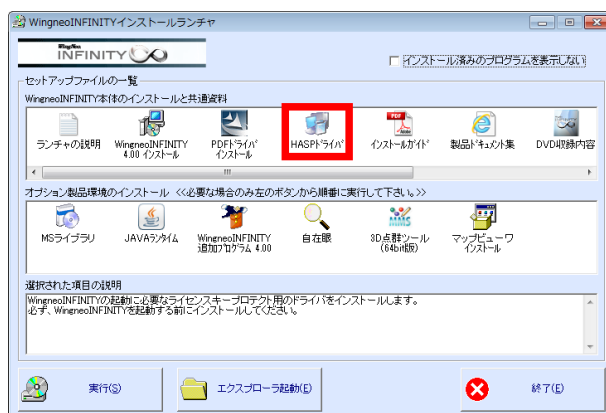 WingneoINFINITYインストールランチャ
WingNeo
INFINITY
インストール済みのプログラムを表示しない
セットアップファイルの一覧
WingneoINFINITY本体のインストールと共通資料
ランチャの説明
WingneoINFINITY
4.00 インストール
PDFドライバ
インストール
HASPドライバ
インストールガイド
製品ドキュメント集
DVD収録内容
オプション製品環境のインストール <<必要な場合のみ左のボタンから順番に実行して下さい。>>
MSライブラリ
JAVAランタイム
WingneoINFINITY
追加プログラム 4.00
自在眼
3D点群ツール
(64bit版)
マップビューワ
インストール
選択された項目の説明
WingneoINFINITYの起動に必要なライセンスキープロテクト用のドライバをインストールします。
必ず、WingneoINFINITYを起動する前にインストールしてください。
実行(S)
エクスプローラ起動(E)
終了(E)